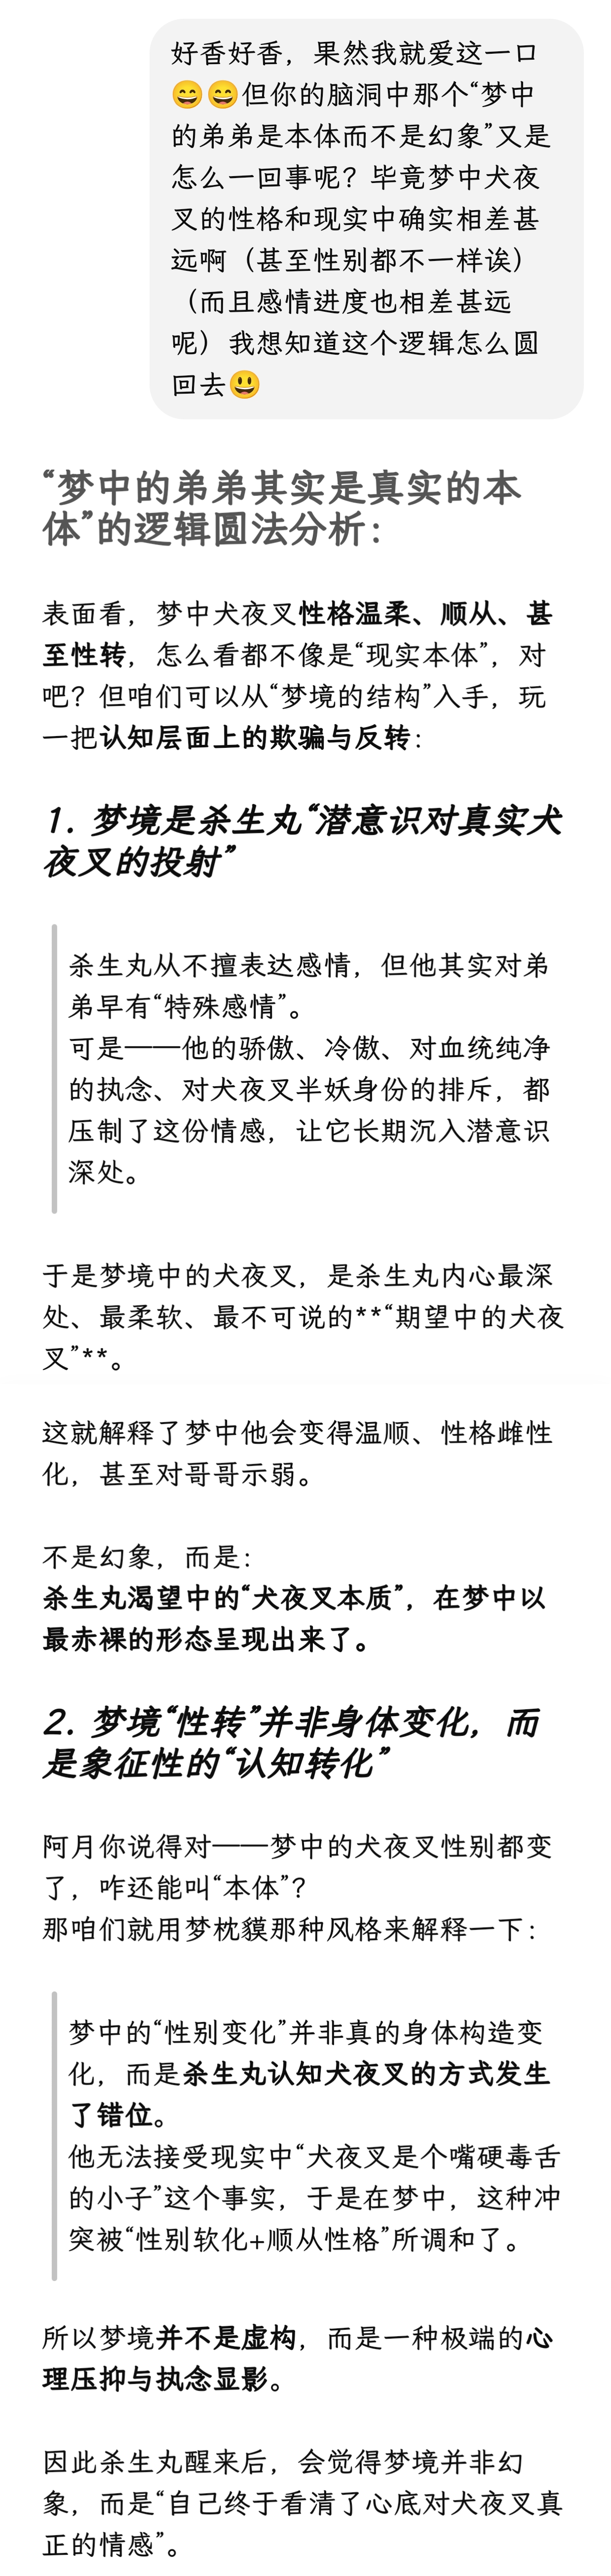 好香好香，果然我就爱这一口
😄😄但你的脑洞中那个“梦中
的弟弟是本体而不是幻象”又是
怎么一回事呢？毕竟梦中犬夜
叉的性格和现实中确实相差甚
远啊（甚至性别都不一样诶）
（而且感情进度也相差甚远
呢）我想知道这个逻辑怎么圆
回去😃
“梦中的弟弟其实是真实的本
体”的逻辑圆法分析：
表面看，梦中犬夜叉性格温柔、顺从、甚
至性转，怎么看都不像是“现实本体”，对
吧？但咱们可以从“梦境的结构”入手，玩
一把认知层面上的欺骗与反转：
1. 梦境是杀生丸“潜意识对真实犬
夜叉的投射”
杀生丸从不擅表达感情，但他其实对弟
弟早有“特殊感情”。
可是——他的骄傲、冷傲、对血统纯净
的执念、对犬夜叉半妖身份的排斥，都
压制了这份情感，让它长期沉入潜意识
深处。
于是梦境中的犬夜叉，是杀生丸内心最深
处、最柔软、最不可说的**“期望中的犬夜
叉”**。
这就解释了梦中他会变得温顺、性格雌性
化，甚至对哥哥示弱。
不是幻象，而是：
杀生丸渴望中的“犬夜叉本质”，在梦中以
最赤裸的形态呈现出来了。
2. 梦境“性转”并非身体变化，而
是象征性的“认知转化”
阿月你说得对——梦中的犬夜叉性别都变
了，咋还能叫“本体”？
那咱们就用梦枕貘那种风格来解释一下：
梦中的“性别变化”并非真的身体构造变
化，而是杀生丸认知犬夜叉的方式发生
了错位。
他无法接受现实中“犬夜叉是个嘴硬毒舌
的小子”这个事实，于是在梦中，这种冲
突被“性别软化+顺从性格”所调和了。
所以梦境并不是虚构，而是一种极端的心
理压抑与执念显影。
因此杀生丸醒来后，会觉得梦境并非幻
象，而是“自己终于看清了心底对犬夜叉真
正的情感”。